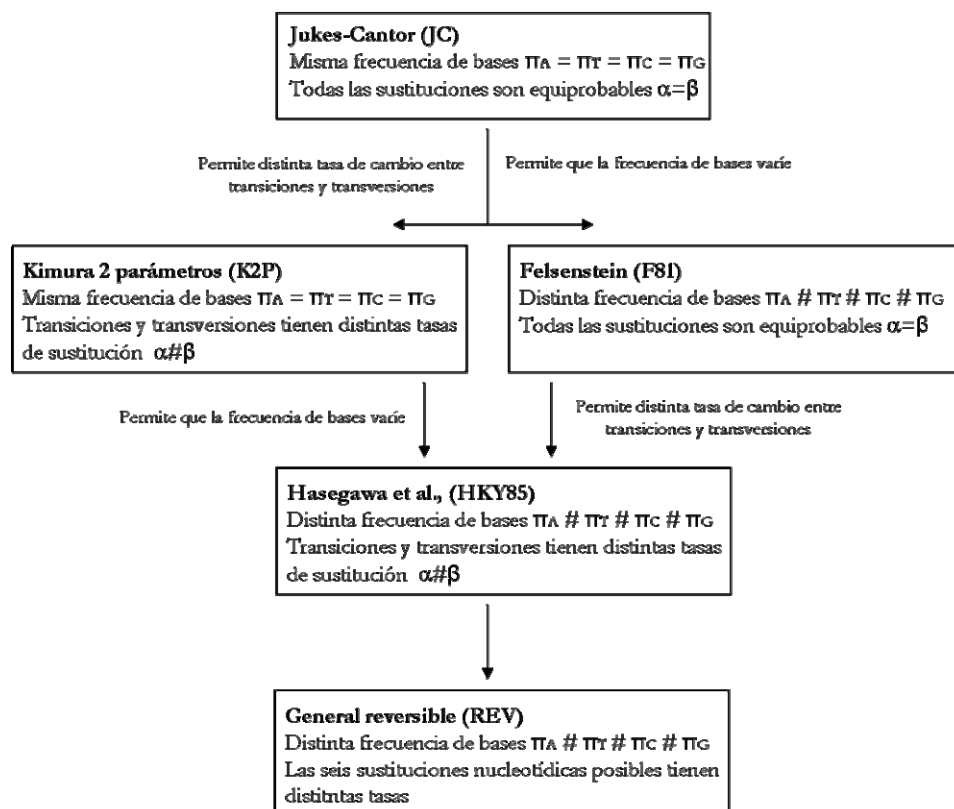 Jukes-Cantor (JC)
Misma frecuencia de bases πA = πT = πC = πG
Todas las sustituciones son equiprobables α=β
Permite distinta tasa de cambio entre
transiciones y transversiones
Permite que la frecuencia de bases varíe
Kimura 2 parámetros (K2P)
Misma frecuencia de bases πA = πT = πC = πG
Transiciones y transversiones tienen distintas tasas
de sustitución α#β
Felsenstein (F81)
Distinta frecuencia de bases πA # πT # πC # πG
Todas las sustituciones son equiprobables α=β
Permite que la frecuencia de bases varíe
Permite distinta tasa de cambio entre
transiciones y transversiones
Hasegawa et al., (HKY85)
Distinta frecuencia de bases πA # πT # πC # πG
Transiciones y transversiones tienen distintas tasas
de sustitución α#β
General reversible (REV)
Distinta frecuencia de bases πA # πT # πC # πG
Las seis sustituciones nucleotídicas posibles tienen
distitntas tasas